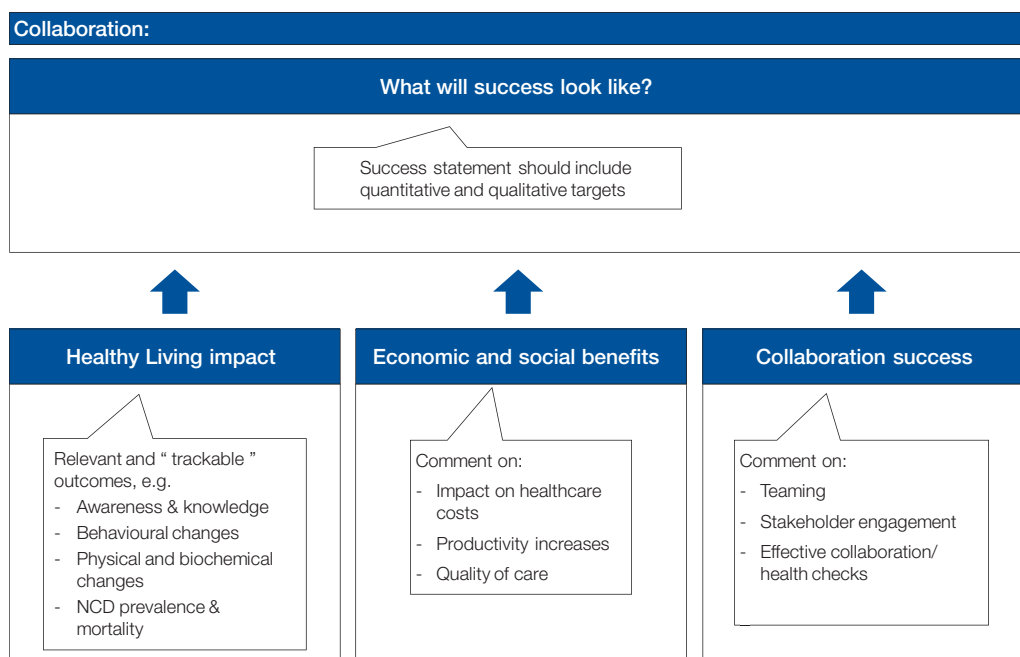 Collaboration:
What will success look like?
Success statement should include
quantitative and qualitative targets
Healthy Living impact
Relevant and “ trackable ”
outcomes, e.g.
- Awareness & knowledge
- Behavioural changes
- Physical and biochemical
changes
- NCD prevalence &
mortality
Economic and social benefits
Comment on:
- Impact on healthcare
costs
- Productivity increases
- Quality of care
Collaboration success
Comment on:
- Teaming
- Stakeholder engagement
- Effective collaboration/
health checks